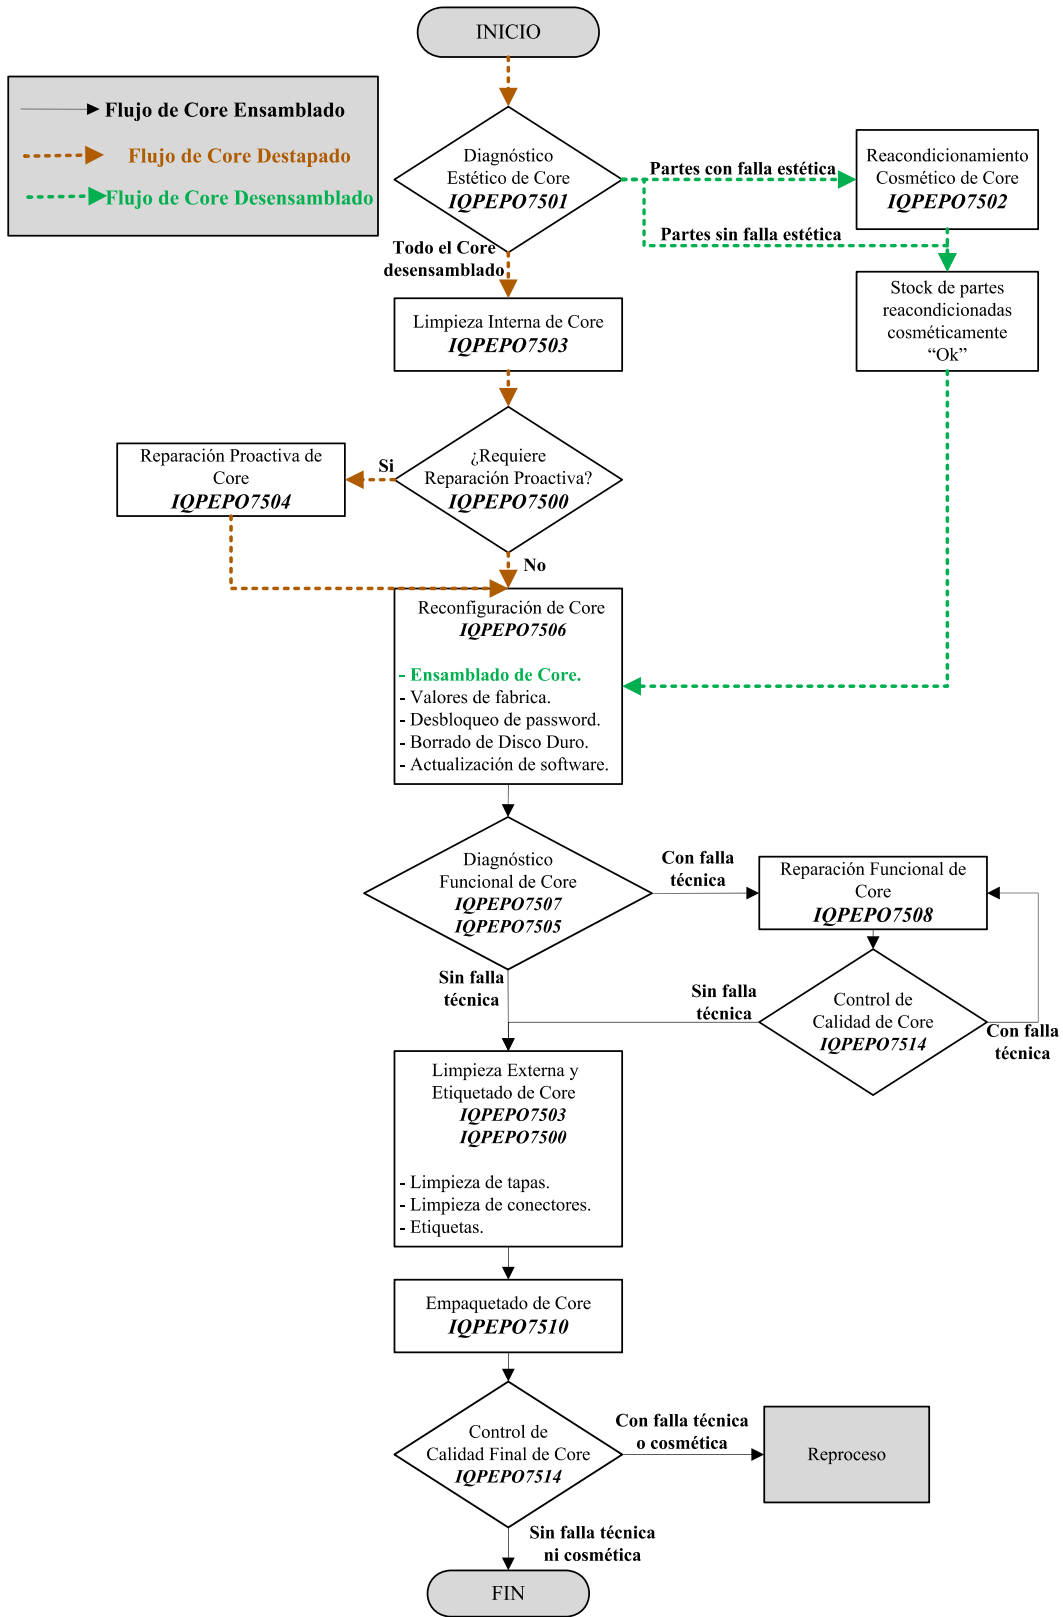 INICIO
Flujo de Core Ensamblado
Flujo de Core Destapado
Flujo de Core Desensamblado
Diagnóstico
Estético de Core
IQPEPO7501
Partes con falla estética
Reacondicionamiento
Cosmético de Core
IQPEPO7502
Partes sin falla estética
Todo el Core
desensamblado
Stock de partes
reacondicionadas
cosméticamente
“Ok”
Limpieza Interna de Core
IQPEPO7503
¿Requiere
Reparación Proactiva?
IQPEPO7500
Si
Reparación Proactiva de
Core
IQPEPO7504
No
Reconfiguración de Core
IQPEPO7506
- Ensamblado de Core.
- Valores de fabrica.
- Desbloqueo de password.
- Borrado de Disco Duro.
- Actualización de software.
Diagnóstico
Funcional de Core
IQPEPO7507
IQPEPO7505
Con falla
técnica
Reparación Funcional de
Core
IQPEPO7508
Sin falla
técnica
Sin falla
técnica
Control de
Calidad de Core
IQPEPO7514
Con falla
técnica
Limpieza Externa y
Etiquetado de Core
IQPEPO7503
IQPEPO7500
- Limpieza de tapas.
- Limpieza de conectores.
- Etiquetas.
Empaquetado de Core
IQPEPO7510
Control de
Calidad Final de Core
IQPEPO7514
Con falla técnica
o cosmética
Reproceso
Sin falla técnica
ni cosmética
FIN